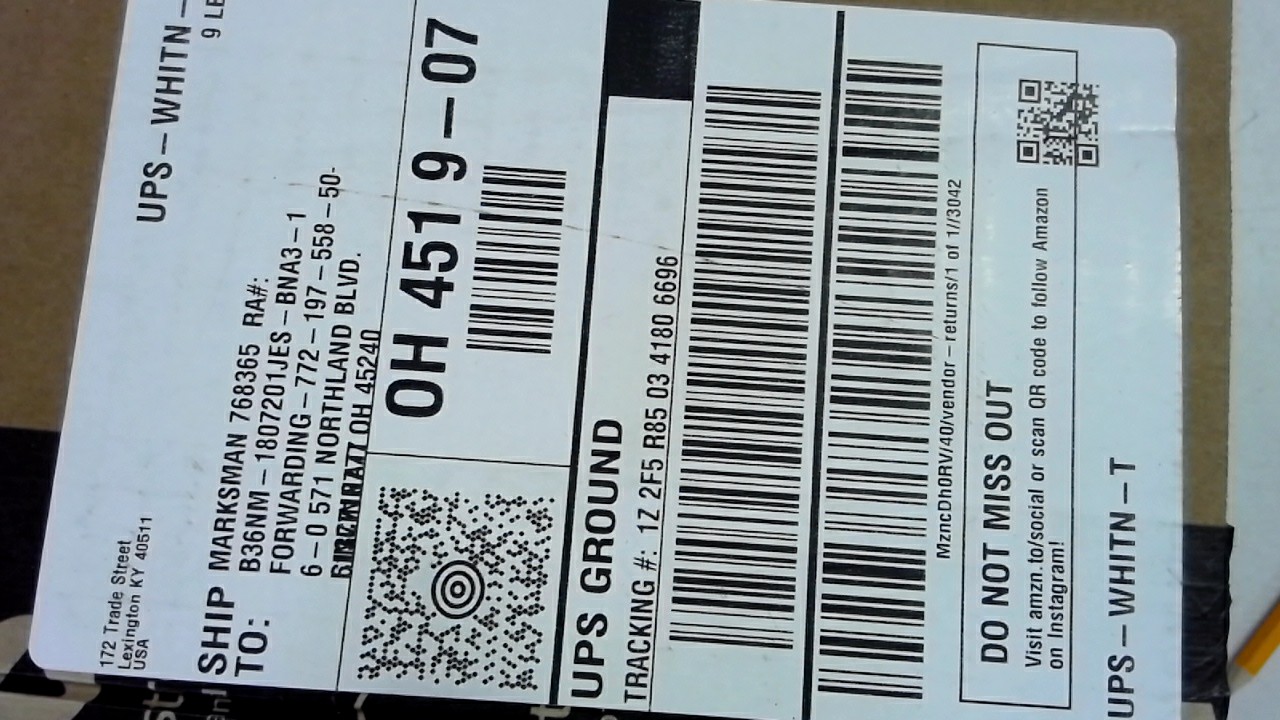 172 Trade Street
Lexington KY 40511
USA
UPS-WHITN-
9 LE
SHIP
TO:
MARKSMAN 768365 RA#:
B36NM-1807201JES-BNA3-1
FORWARDING-772-197-558-50-
6-0 571 NORTHLAND BLVD.
OH 45240
OH 451 9-07
UPS GROUND
TRACKING #: 1Z 2F5 R85 03 4180 6696
MzncDh0RV/40/vendor-returns/1 of 1//3042
DO NOT MISS OUT
Visit amzn.to/social or scan QR code to follow Amazon
on Instagram!
UPS-WHITN-T